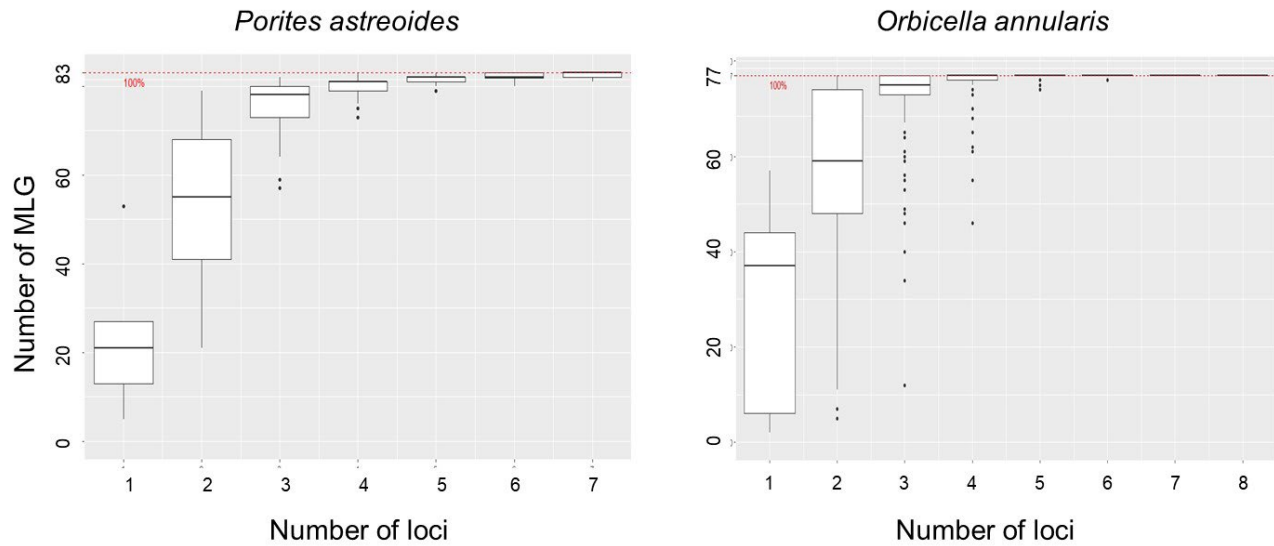 Porites astreoides
Number of MLG
83
100%
60
40
20
0
1 2 3 4 5 6 7
Number of loci
Orbicella annularis
77
100%
60
40
20
0
1 2 3 4 5 6 7 8
Number of loci